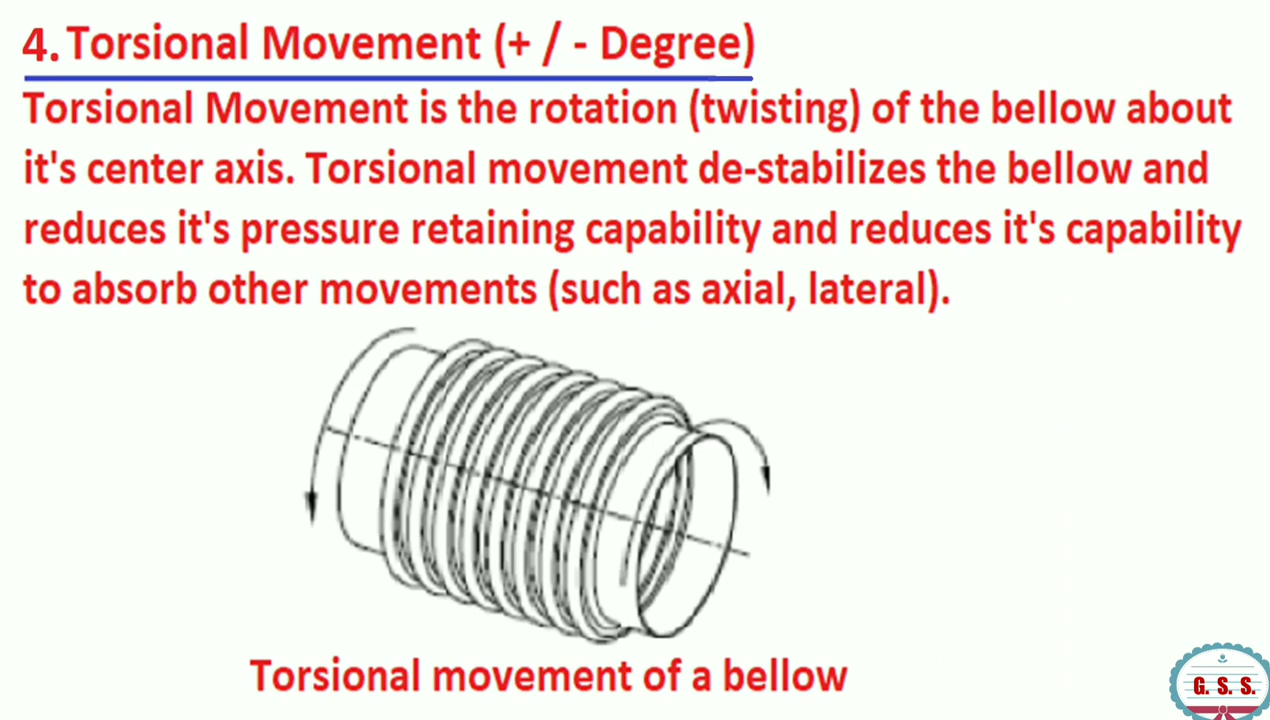 4. Torsional Movement (+ / - Degree)
Torsional Movement is the rotation (twisting) of the bellow about
it's center axis. Torsional movement de-stabilizes the bellow and
reduces it's pressure retaining capability and reduces it's capability
to absorb other movements (such as axial, lateral).
Torsional movement of a bellow
G. S. S.